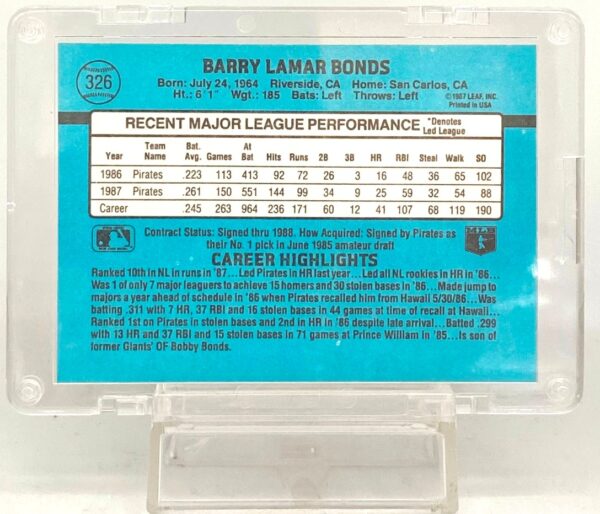 326
BARRY LAMAR BONDS
Born: July 24, 1964 Riverside, CA Home: San Carlos, CA
Ht.: 6' 1" Wgt.: 185 Bats: Left Throws: Left
©1987 LEAF, INC.
Printed in USA
RECENT MAJOR LEAGUE PERFORMANCE *Denotes Led League
Year Team Name Bat. Avg. Games At Bat Hits Runs 2B 3B HR RBI Steal Walk SO
1986 Pirates .223 113 413 92 72 26 3 16 48 36 65 102
1987 Pirates .261 150 551 144 99 34 9 25 59 32 54 88
Career .245 263 964 236 171 60 12 41 107 68 119 190
Contract Status: Signed thru 1988. How Acquired: Signed by Pirates as
their No. 1 pick in June 1985 amateur draft
CAREER HIGHLIGHTS
Ranked 10th in NL in runs in '87...Led Pirates in HR last year...Led all NL rookies in HR in '86...
Was 1 of only 7 major leaguers to achieve 15 homers and 30 stolen bases in '86...Made jump to
majors a year ahead of schedule in '86 when Pirates recalled him from Hawaii 5/30/86...Was
batting .311 with 7 HR, 37 RBI and 16 stolen bases in 44 games at time of recall at Hawaii...
Ranked 1st on Pirates in stolen bases and 2nd in HR in '86 despite late arrival...Batted .299
with 13 HR and 37 RBI and 15 stolen bases in 71 games at Prince William in '85...Is son of
former Giants' OF Bobby Bonds.